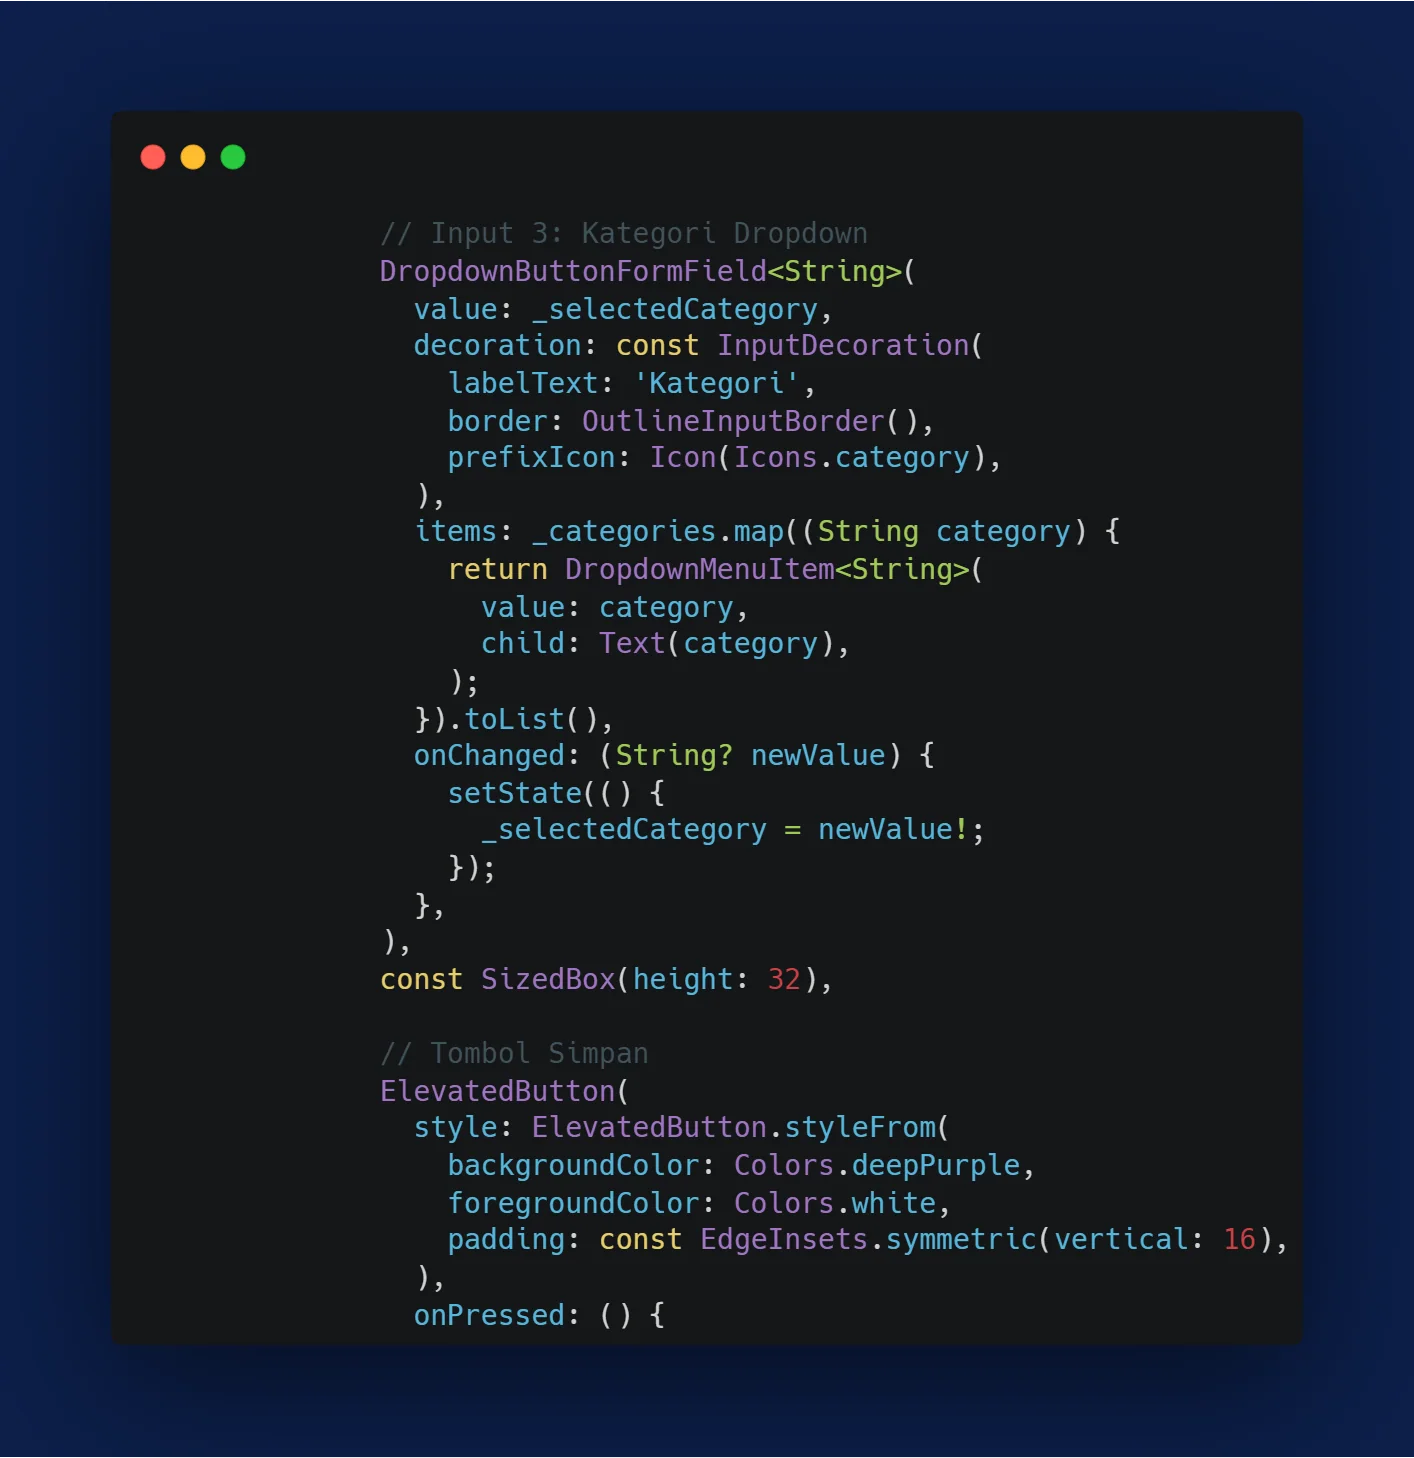 // Input 3: Kategori Dropdown
DropdownButtonFormField<String>(
  value: _selectedCategory,
  decoration: const InputDecoration(
    labelText: 'Kategori',
    border: OutlineInputBorder(),
    prefixIcon: Icon(Icons.category),
  ),
  items: _categories.map((String category) {
    return DropdownMenuItem<String>(
      value: category,
      child: Text(category),
    );
  }).toList(),
  onChanged: (String? newValue) {
    setState(() {
      _selectedCategory = newValue!;
    });
  },
),
const SizedBox(height: 32),

// Tombol Simpan
ElevatedButton(
  style: ElevatedButton.styleFrom(
    backgroundColor: Colors.deepPurple,
    foregroundColor: Colors.white,
    padding: const EdgeInsets.symmetric(vertical: 16),
  ),
  onPressed: () {